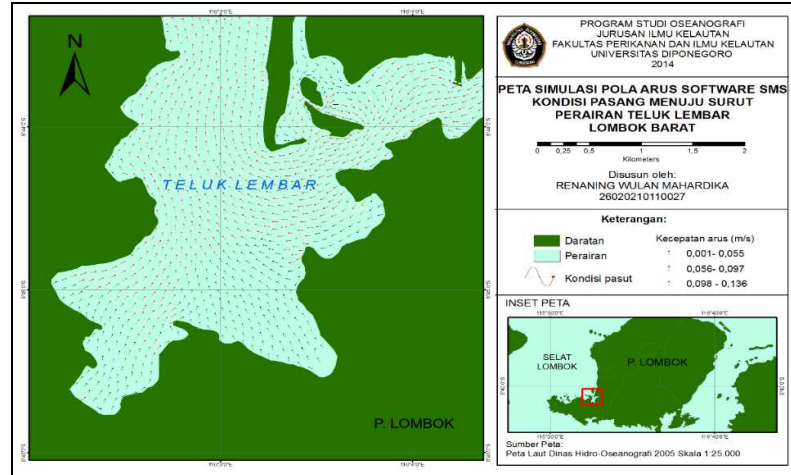 N
TELUK LEMBAR
P. LOMBOK
PROGRAM STUDI OSEANOGRAFI
JURUSAN ILMU KELAUTAN
FAKULTAS PERIKANAN DAN ILMU KELAUTAN
UNIVERSITAS DIPONEGORO
2014
PETA SIMULASI POLA ARUS SOFTWARE SMS
KONDISI PASANG MENUJU SURUT
PERAIRAN TELUK LEMBAR
LOMBOK BARAT
0 0,25 0,5 1 1,5 2
Kilometers
Disusun oleh:
RENANING WULAN MAHARDIKA
26020210110027
Keterangan:
Daratan
Perairan
Kondisi pasut
Kecepatan arus (m/s)
0,001- 0,055
0,056- 0,097
0,098 - 0,136
INSET PETA
SELAT
LOMBOK
P. LOMBOK
Sumber Peta:
Peta Laut Dinas Hidro-Oseanografi 2005 Skala 1:25.000